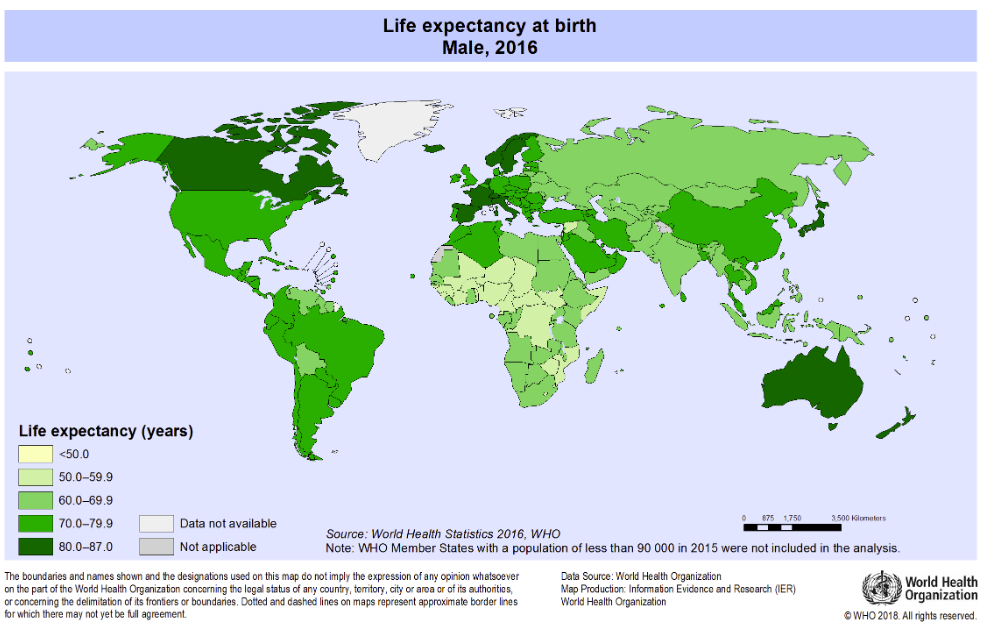 Life expectancy at birth
Male, 2016
Life expectancy (years)
<50.0
50.0–59.9
60.0–69.9
70.0–79.9
80.0–87.0
Data not available
Not applicable
Source: World Health Statistics 2016, WHO
Note: WHO Member States with a population of less than 90 000 in 2015 were not included in the analysis.
0 875 1,750 3,500 Kilometers
The boundaries and names shown and the designations used on this map do not imply the expression of any opinion whatsoever
on the part of the World Health Organization concerning the legal status of any country, territory, city or area or of its authorities,
or concerning the delimitation of its frontiers or boundaries. Dotted and dashed lines on maps represent approximate border lines
for which there may not yet be full agreement.
Data Source: World Health Organization
Map Production: Information Evidence and Research (IER)
World Health Organization
World Health
Organization
© WHO 2018. All rights reserved.